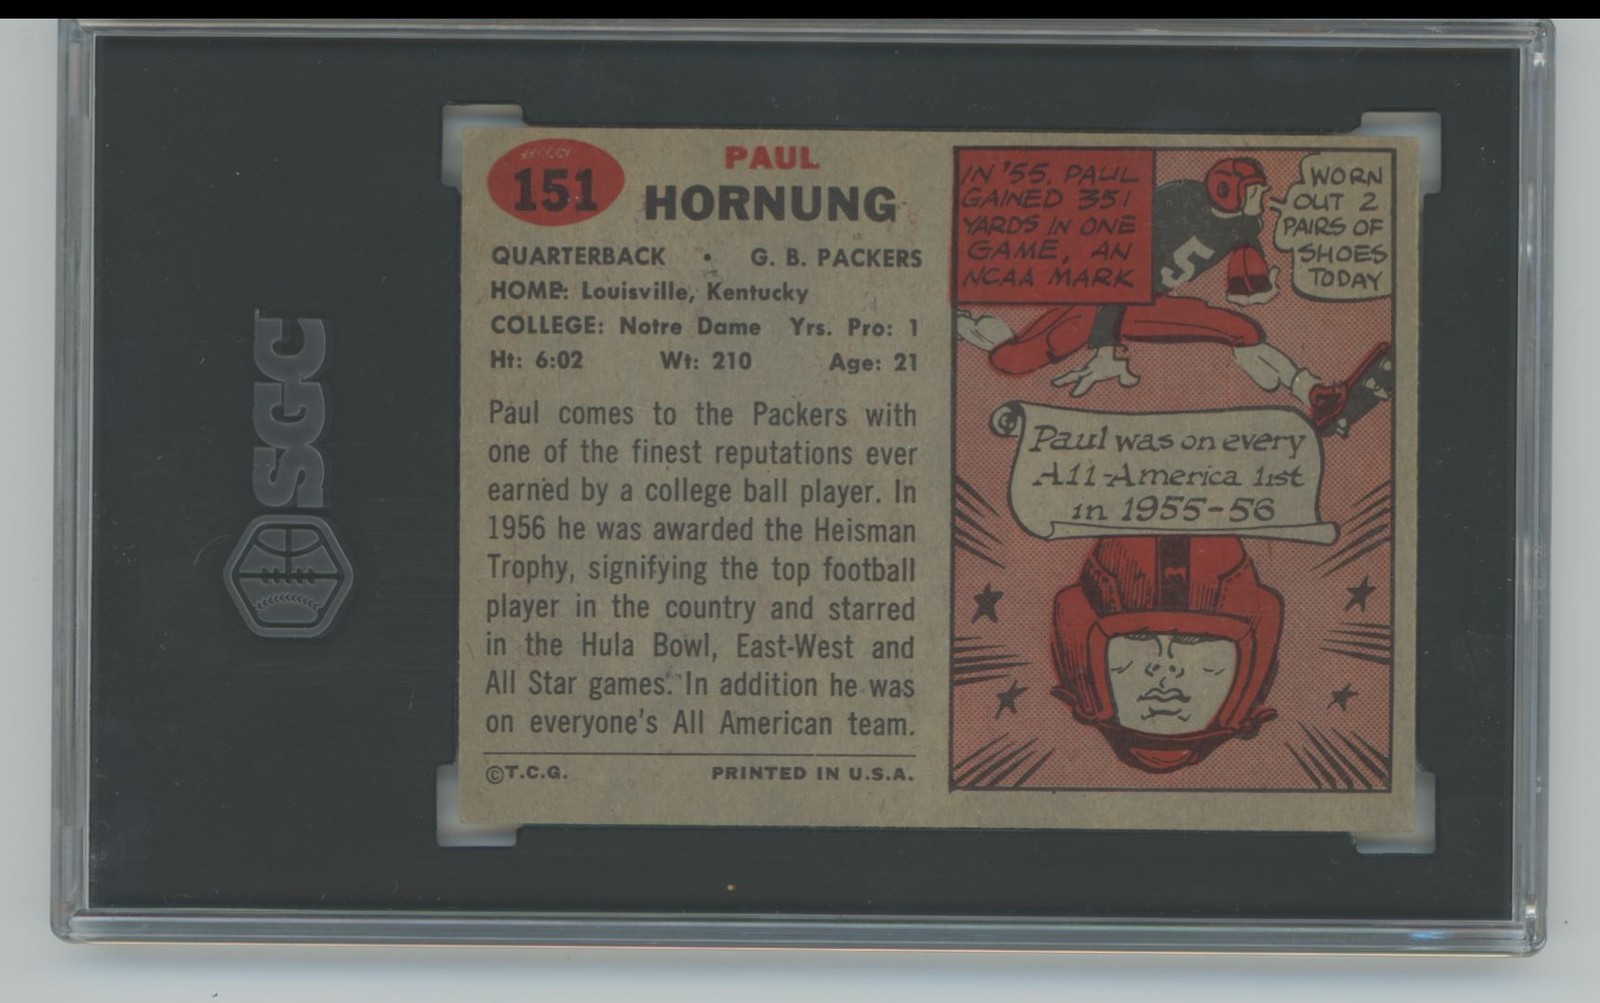 SGC
151
PAUL
HORNUNG
QUARTERBACK • G. B. PACKERS
HOME: Louisville, Kentucky
COLLEGE: Notre Dame Yrs. Pro: 1
Ht: 6:02 Wt: 210 Age: 21
Paul comes to the Packers with
one of the finest reputations ever
earned by a college ball player. In
1956 he was awarded the Heisman
Trophy, signifying the top football
player in the country and starred
in the Hula Bowl, East-West and
All Star games. In addition he was
on everyone's All American team.
©T.C.G. PRINTED IN U.S.A.
IN '55, PAUL
GAINED 351
YARDS IN ONE
GAME, AN
NCAA MARK
5
WORN
OUT 2
PAIRS OF
SHOES
TODAY
Paul was on every
All-America list
in 1955-56